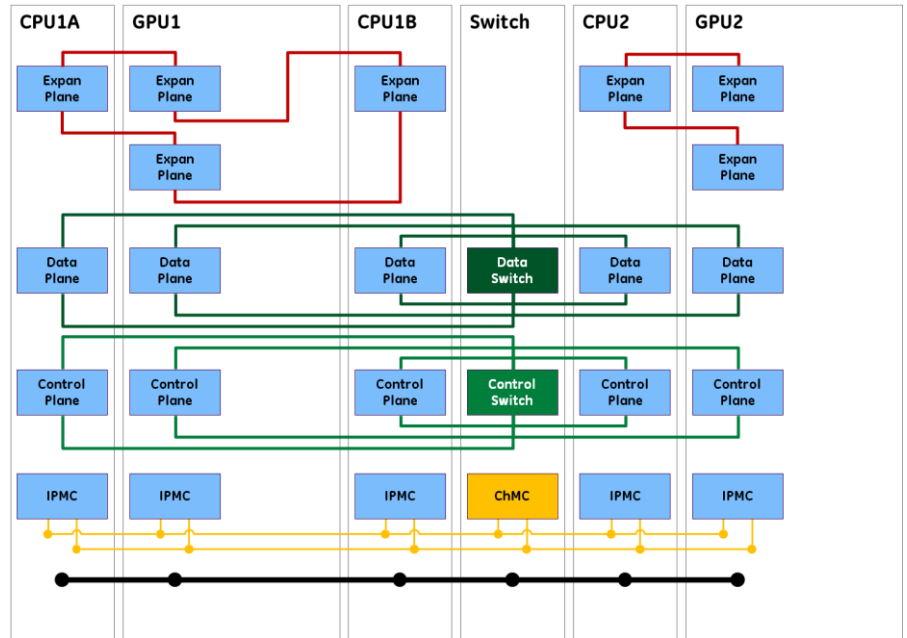 CPU1A GPU1 CPU1B Switch CPU2 GPU2
Expan Expan Expan Expan Expan
Plane Plane Plane Plane Plane
Expan Expan
Plane Plane
Data Data Data Data Data Data
Plane Plane Plane Switch Plane Plane
Control Control Control Control Control Control
Plane Plane Plane Switch Plane Plane
IPMC IPMC IPMC ChMC IPMC IPMC